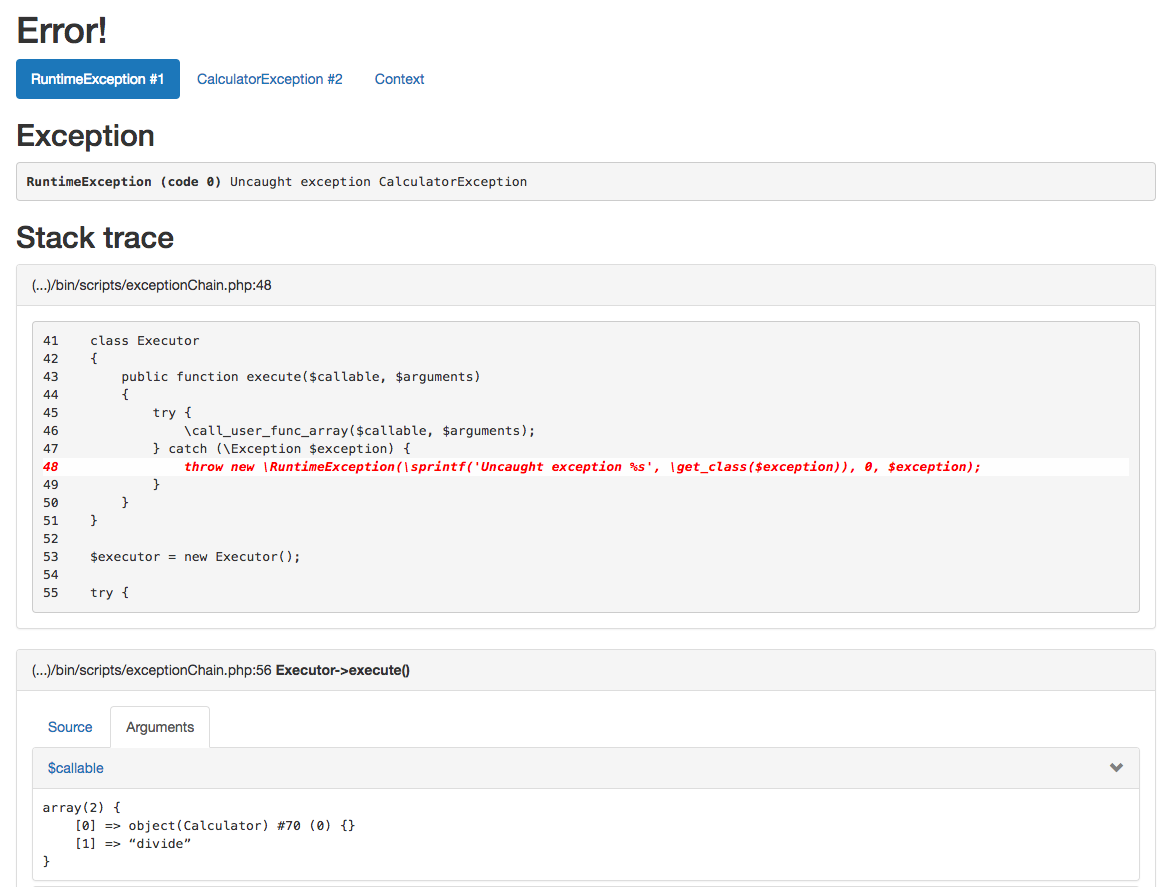 Error!
RuntimeException #1 CalculatorException #2 Context
Exception
RuntimeException (code 0) Uncaught exception CalculatorException
Stack trace
(...)/bin/scripts/exceptionChain.php:48
41    class Executor
42    {
43        public function execute($callable, $arguments)
44        {
45            try {
46                \call_user_func_array($callable, $arguments);
47            } catch (\Exception $exception) {
48                throw new \RuntimeException(\sprintf('Uncaught exception %s', \get_class($exception)), 0, $exception);
49            }
50        }
51    }
52
53    $executor = new Executor();
54
55    try {
(...)/bin/scripts/exceptionChain.php:56 Executor->execute()
Source Arguments
$callable
array(2) {
    [0] => object(Calculator) #70 (0) {}
    [1] => “divide”
}